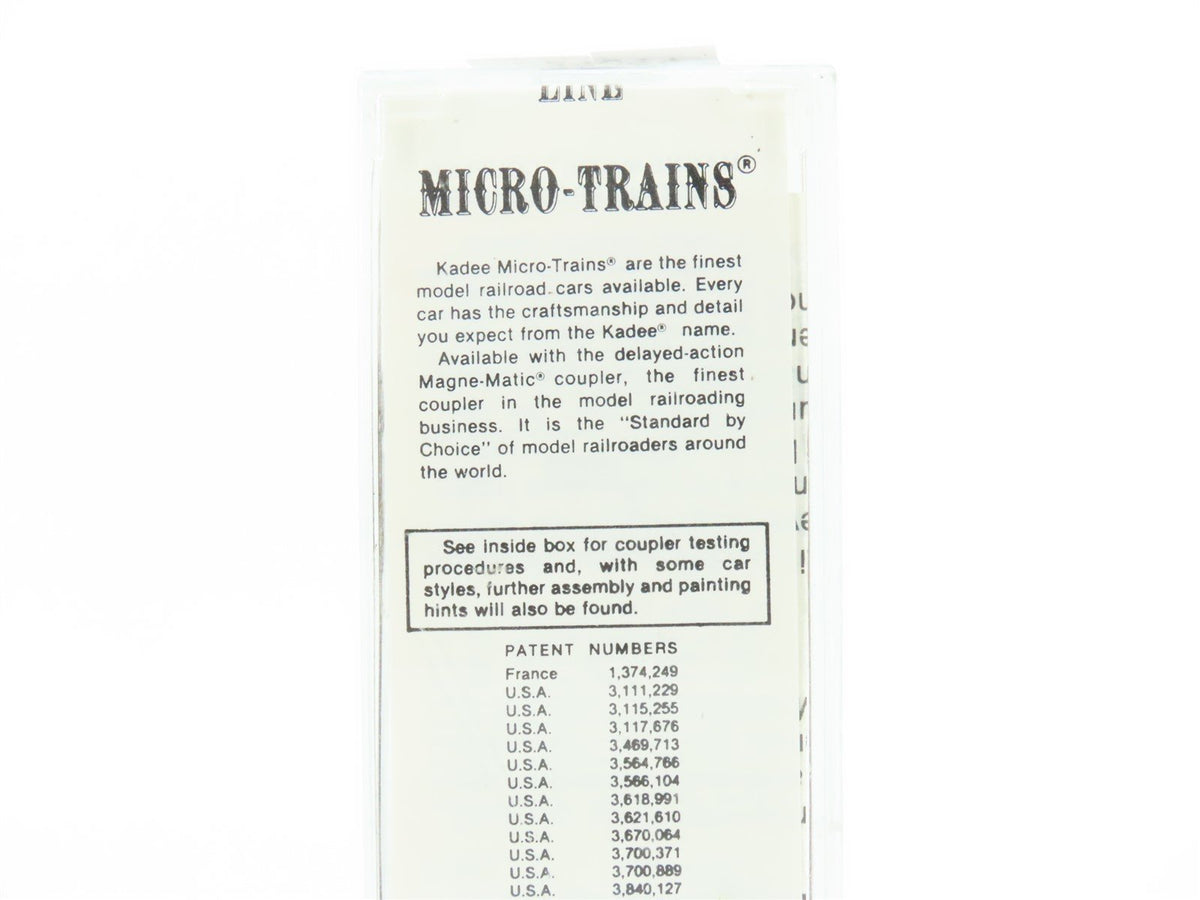 LINE
MICRO-TRAINS®
Kadee Micro-Trains® are the finest
model railroad cars available. Every
car has the craftsmanship and detail
you expect from the Kadee® name.
Available with the delayed-action
Magne-Matic® coupler, the finest
coupler in the model railroading
business. It is the "Standard by
Choice" of model railroaders around
the world.
See inside box for coupler testing
procedures and, with some car
styles, further assembly and painting
hints will also be found.
PATENT NUMBERS
France 1,374,249
U.S.A. 3,111,229
U.S.A. 3,115,255
U.S.A. 3,117,676
U.S.A. 3,469,713
U.S.A. 3,564,766
U.S.A. 3,566,104
U.S.A. 3,618,991
U.S.A. 3,621,610
U.S.A. 3,670,064
U.S.A. 3,700,371
U.S.A. 3,700,889
U.S.A. 3,840,127